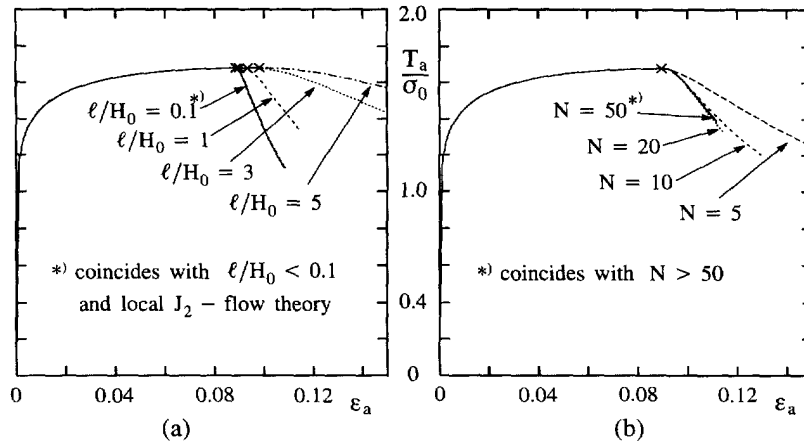 2.0
T_a
σ_0
1.0
0.4
0
ℓ/H_0 = 0.1*)
ℓ/H_0 = 1
ℓ/H_0 = 3
ℓ/H_0 = 5
*) coincides with ℓ/H_0 < 0.1
and local J_2 – flow theory
0 0.04 0.08 0.12 ε_a
(a)
N = 50*)
N = 20
N = 10
N = 5
*) coincides with N > 50
0 0.04 0.08 0.12 ε_a
(b)